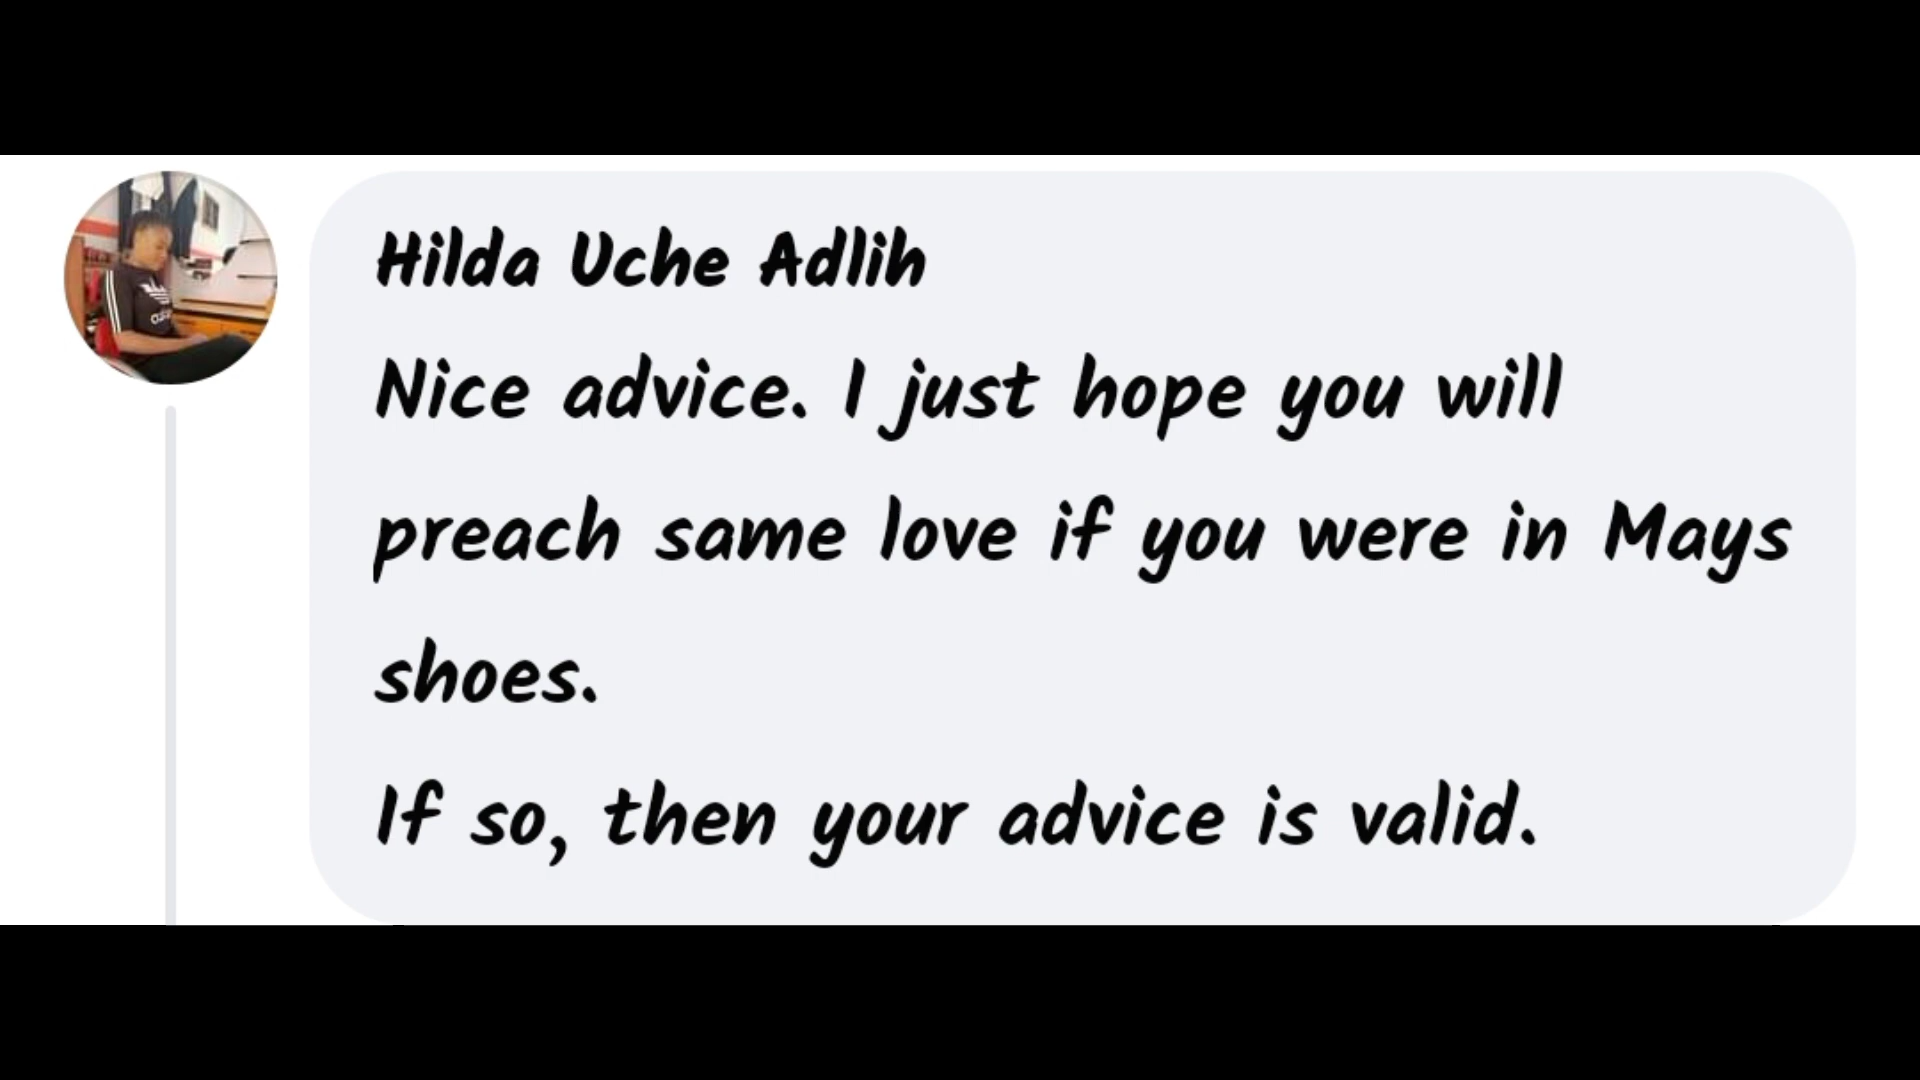 Hilda Uche Adlih
Nice advice. I just hope you will
preach same love if you were in Mays
shoes.
If so, then your advice is valid.